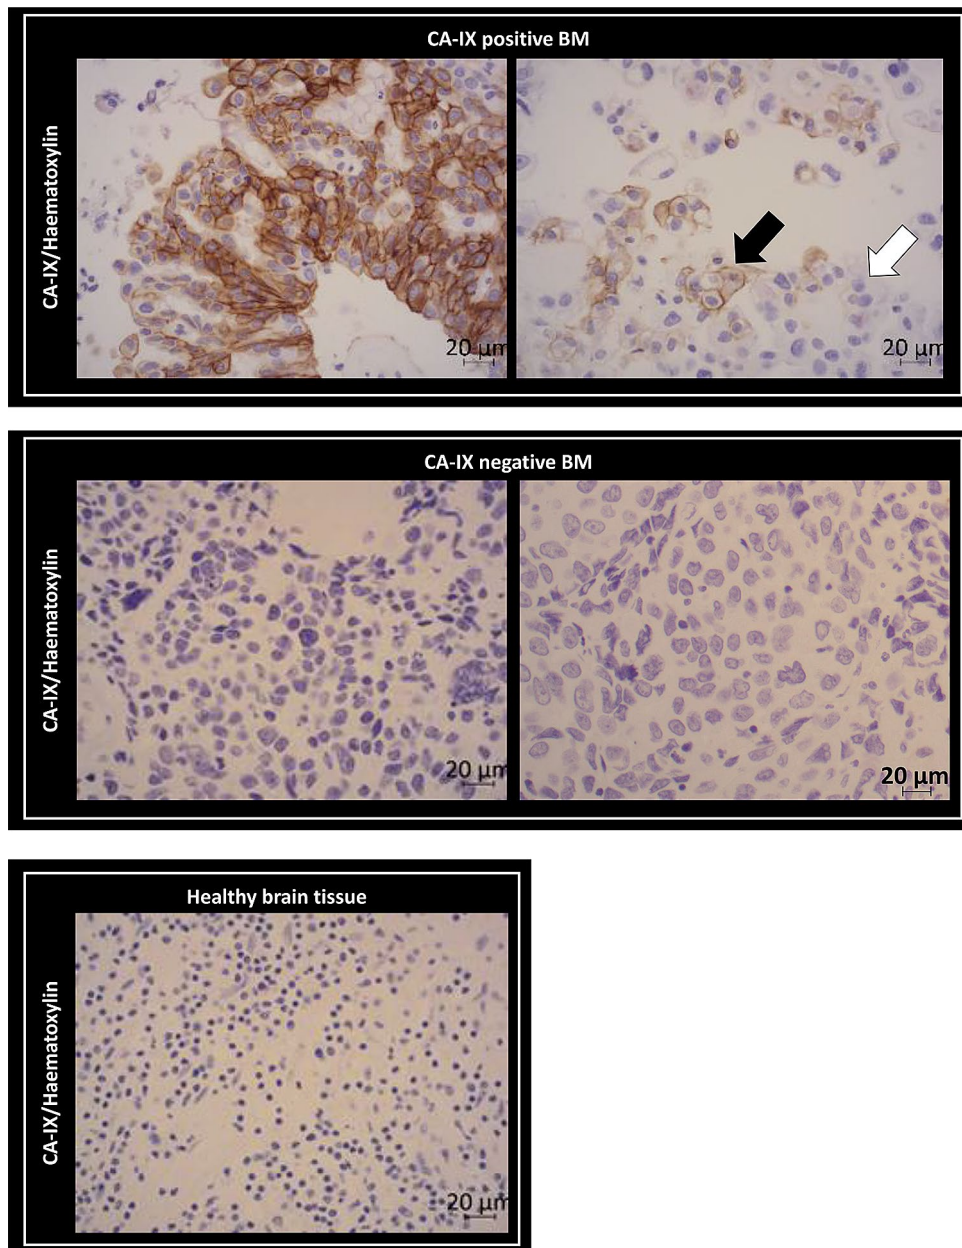 CA-IX positive BM
CA-IX/Haematoxylin
20 µm
20 µm
CA-IX negative BM
CA-IX/Haematoxylin
20 µm
20 µm
Healthy brain tissue
CA-IX/Haematoxylin
20 µm